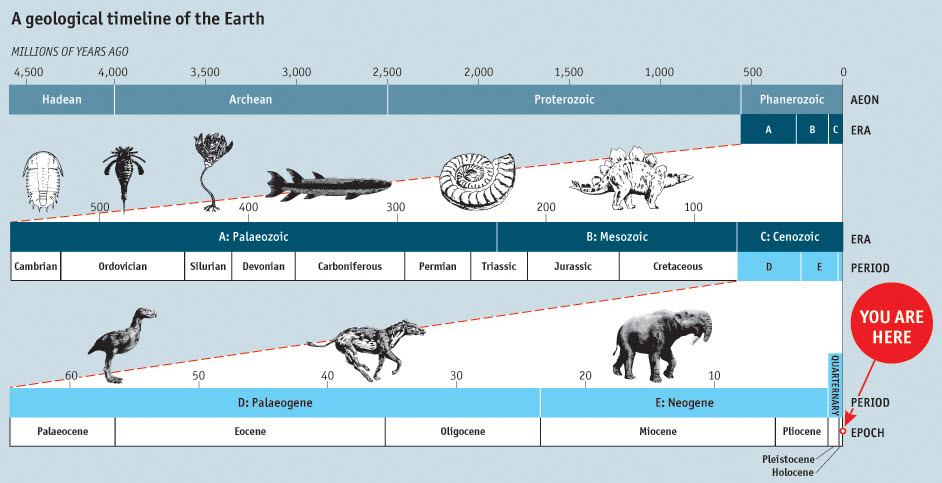 A geological timeline of the Earth
MILLIONS OF YEARS AGO
4,500 4,000 3,500 3,000 2,500 2,000 1,500 1,000 500 0
Hadean Archean Proterozoic Phanerozoic AEON
A B C ERA
500 400 300 200 100
A: Palaeozoic B: Mesozoic C: Cenozoic ERA
Cambrian Ordovician Silurian Devonian Carboniferous Permian Triassic Jurassic Cretaceous D E PERIOD
YOU ARE
HERE
60 50 40 30 20 10
QUARTERNARY
D: Palaeogene E: Neogene PERIOD
Palaeocene Eocene Oligocene Miocene Pliocene EPOCH
Pleistocene
Holocene